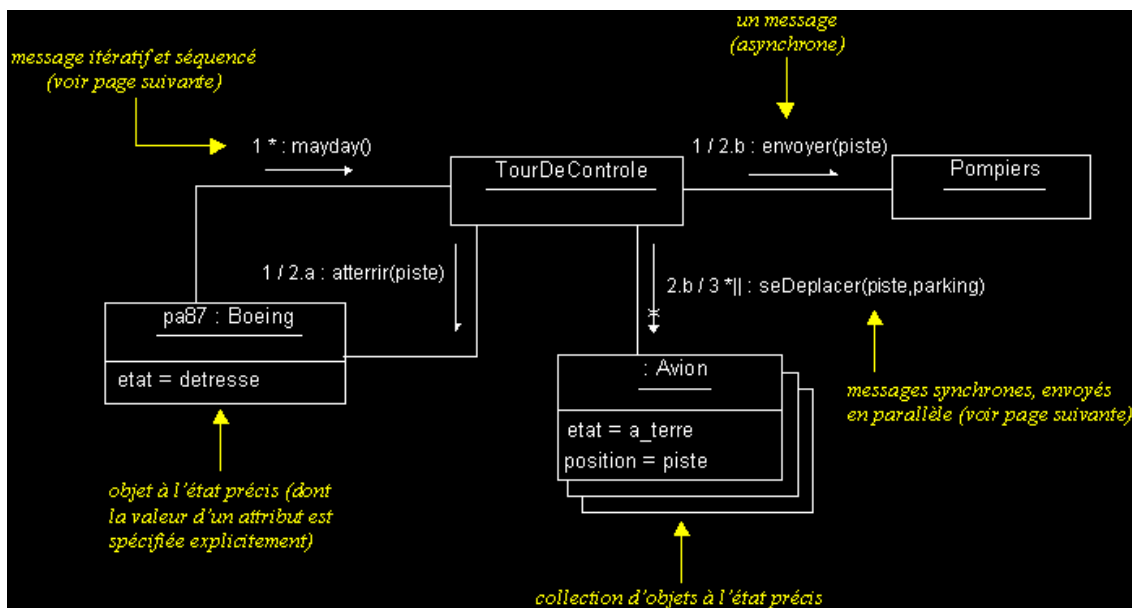 un message
(asynchrone)
message itératif et séquencé
(voir page suivante)
1 * : mayday()
1 / 2.b : envoyer(piste)
TourDeControle
Pompiers
1 / 2.a : atterrir(piste)
2.b / 3 *|| : seDeplacer(piste,parking)
pa87 : Boeing
etat = detresse
: Avion
etat = a_terre
position = piste
messages synchrones, envoyés
en parallèle (voir page suivante)
objet à l'état précis (dont
la valeur d'un attribut est
spécifiée explicitement)
collection d'objets à l'état précis